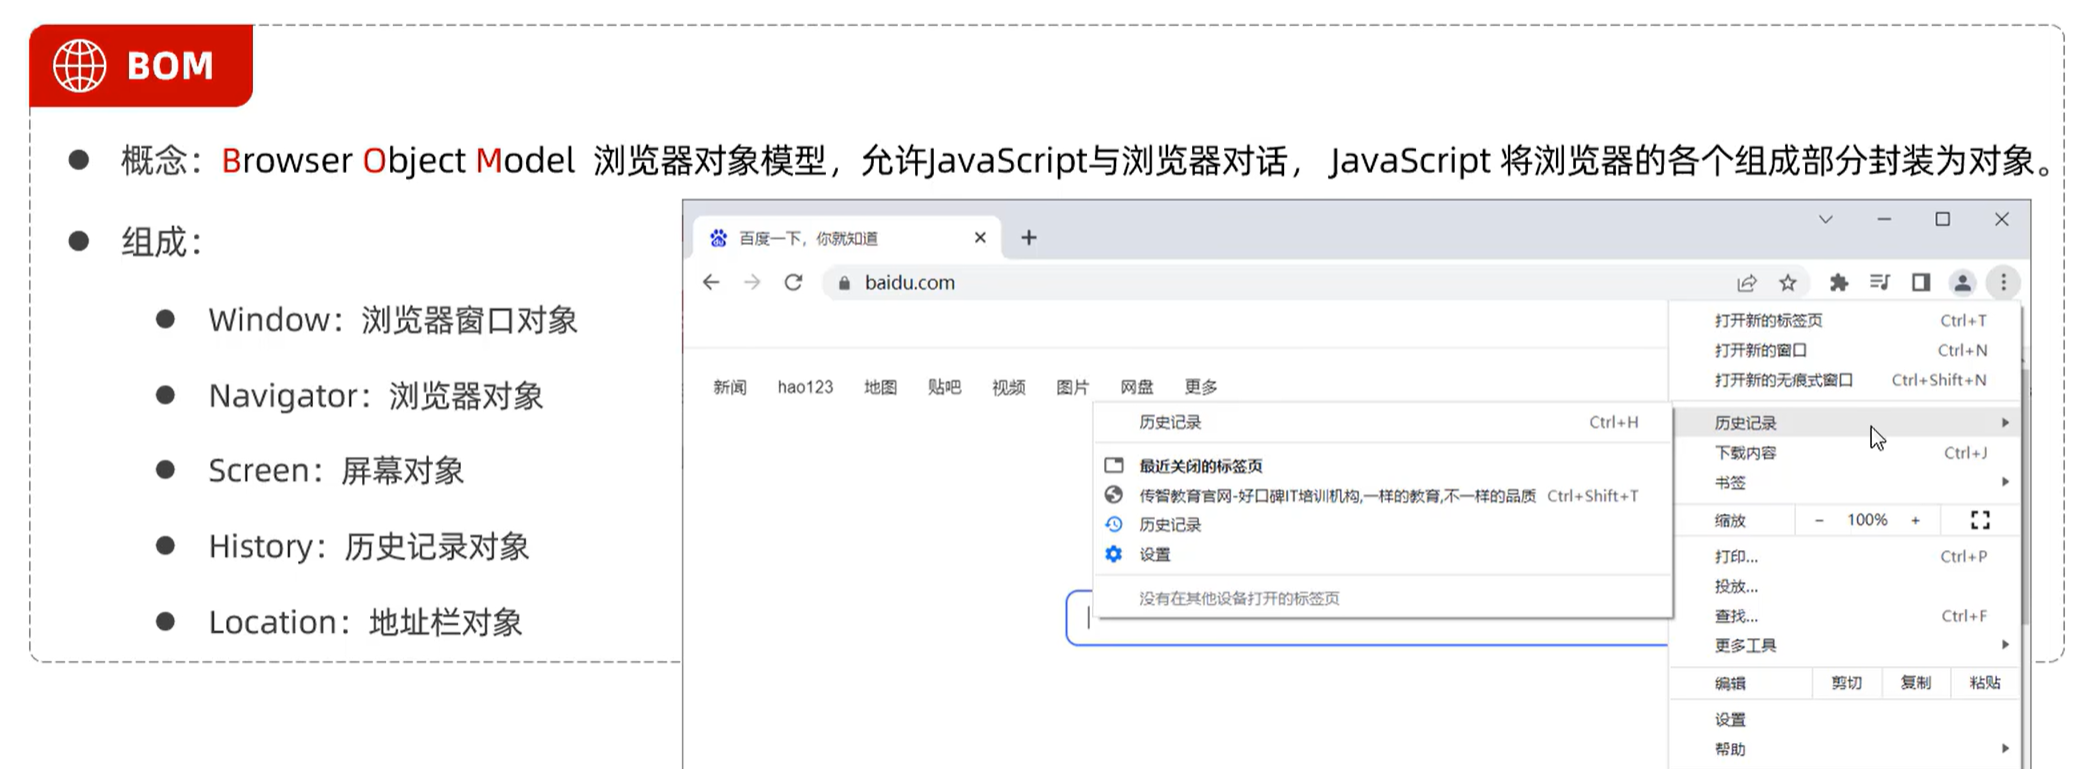 BOM
概念：Browser Object Model 浏览器对象模型，允许JavaScript与浏览器对话， JavaScript 将浏览器的各个组成部分封装为对象。
组成：
Window：浏览器窗口对象
Navigator：浏览器对象
Screen：屏幕对象
History：历史记录对象
Location：地址栏对象
百度一下，你就知道
baidu.com
新闻 hao123 地图 贴吧 视频 图片 网盘 更多
历史记录 Ctrl+H
最近关闭的标签页
传智教育官网-好口碑IT培训机构,一样的教育,不一样的品质 Ctrl+Shift+T
历史记录
设置
没有在其他设备打开的标签页
打开新的标签页 Ctrl+T
打开新的窗口 Ctrl+N
打开新的无痕式窗口 Ctrl+Shift+N
历史记录
下载内容 Ctrl+J
书签
缩放 − 100% +
打印... Ctrl+P
投放...
查找... Ctrl+F
更多工具
编辑 剪切 复制 粘贴
设置
帮助